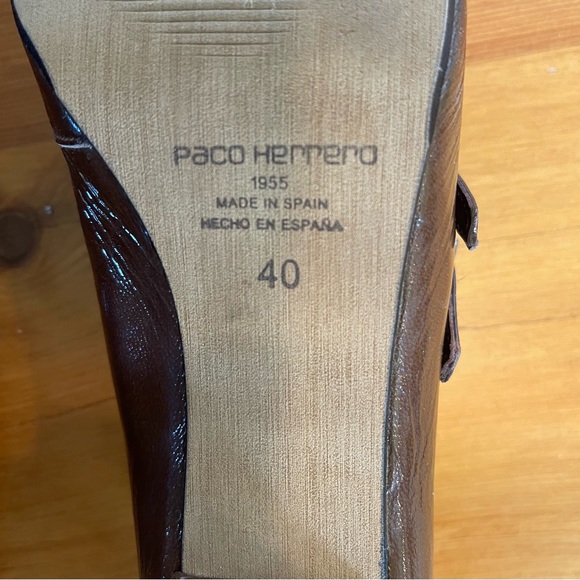 Paco Herrero
1955
MADE IN SPAIN
HECHO EN ESPAÑA
40